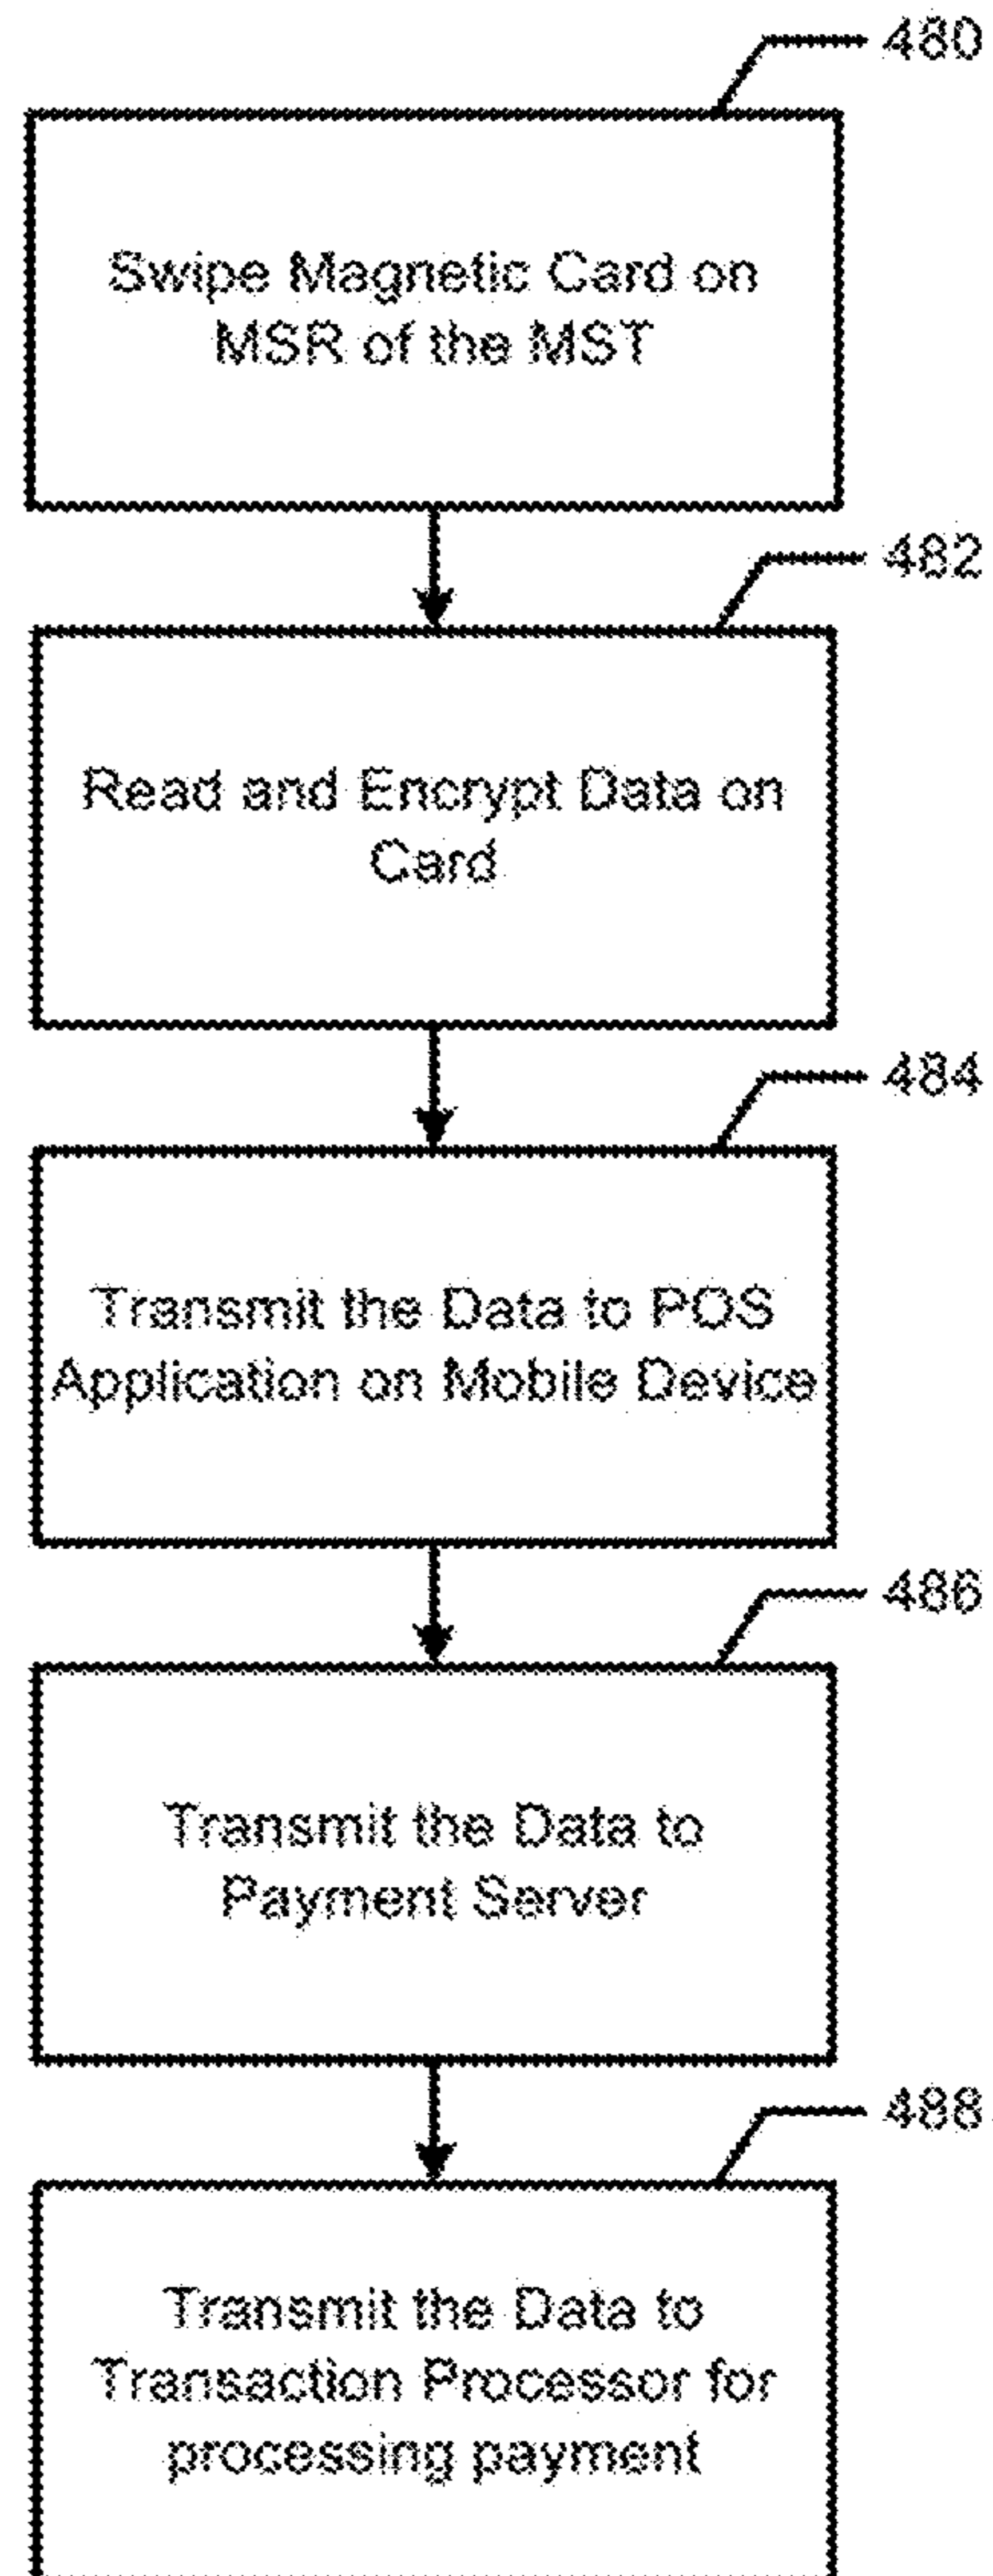 480
Swipe Magnetic Card on
MSR of the MST
482
Read and Encrypt Data on
Card
484
Transmit the Data to POS
Application on Mobile Device
486
Transmit the Data to
Payment Server
488
Transmit the Data to
Transaction Processor for
processing payment